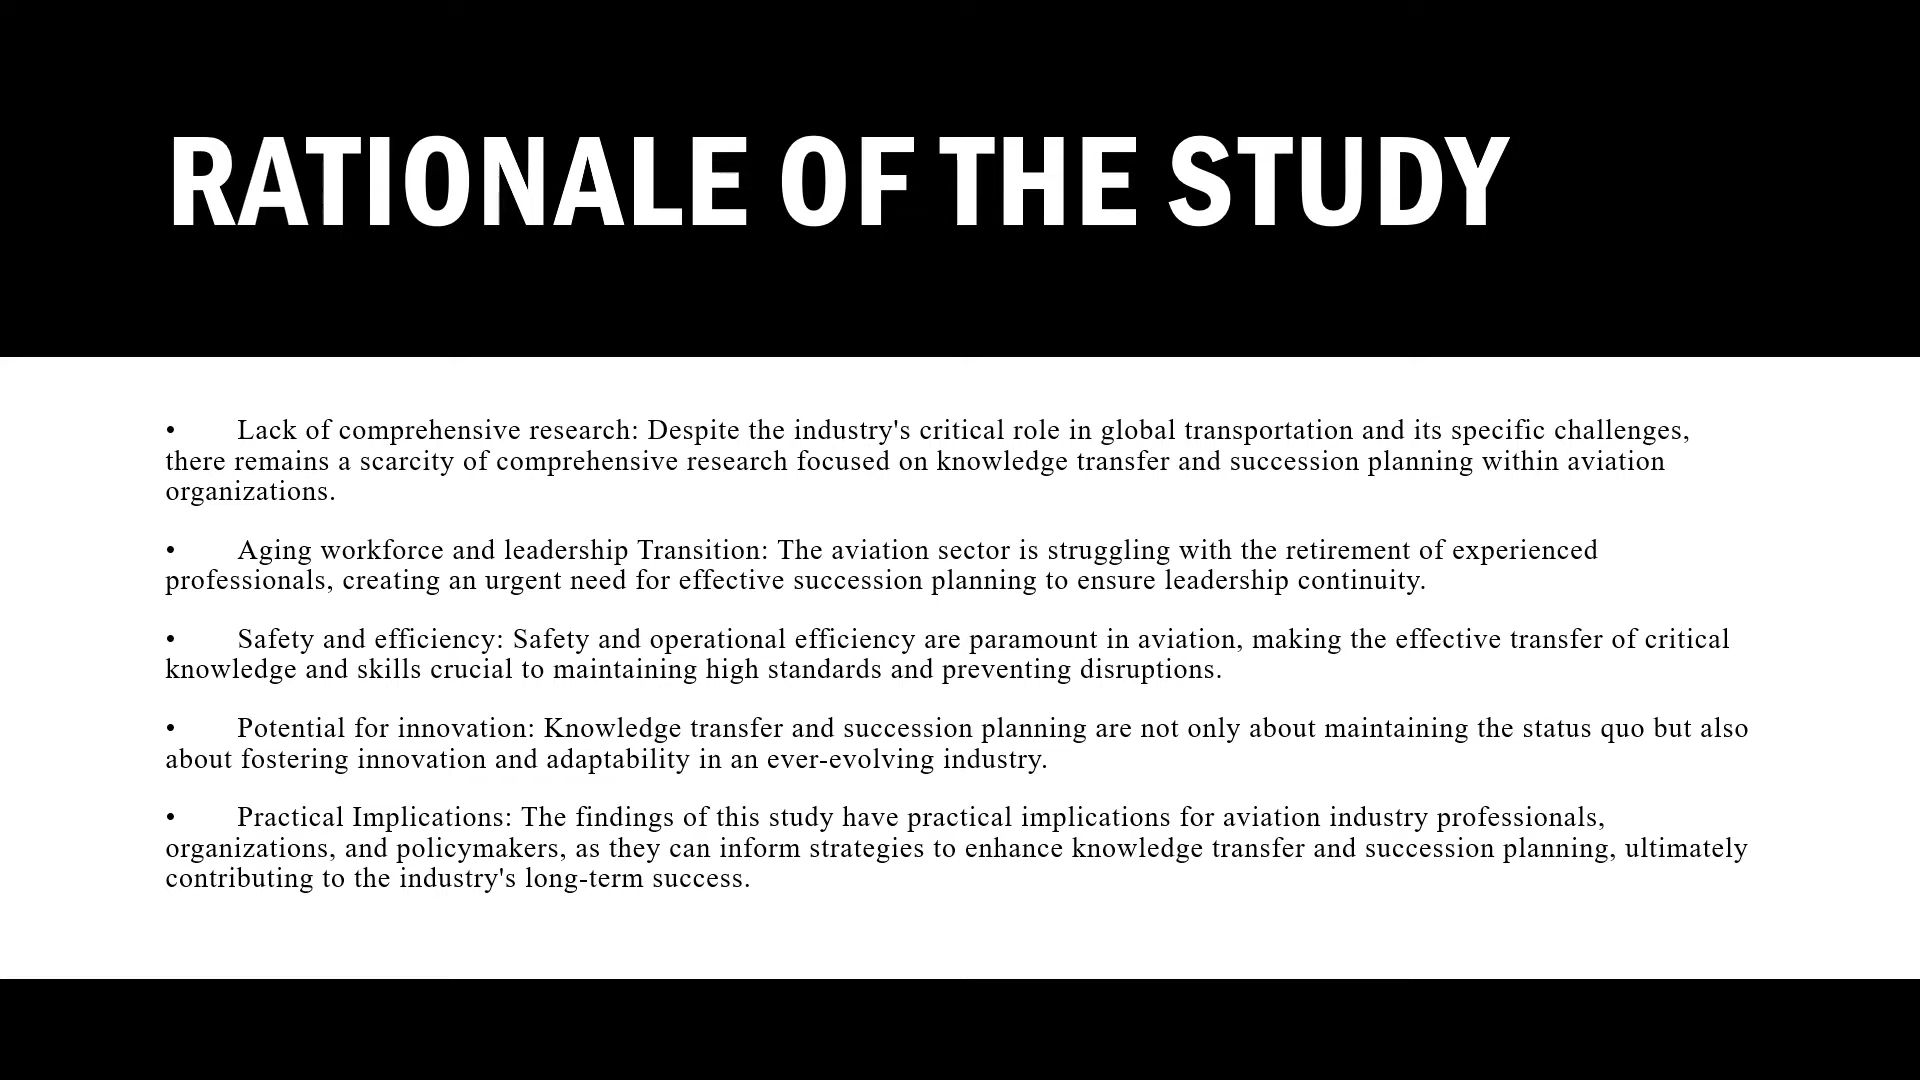 RATIONALE OF THE STUDY
• Lack of comprehensive research: Despite the industry's critical role in global transportation and its specific challenges,
there remains a scarcity of comprehensive research focused on knowledge transfer and succession planning within aviation
organizations.
• Aging workforce and leadership Transition: The aviation sector is struggling with the retirement of experienced
professionals, creating an urgent need for effective succession planning to ensure leadership continuity.
• Safety and efficiency: Safety and operational efficiency are paramount in aviation, making the effective transfer of critical
knowledge and skills crucial to maintaining high standards and preventing disruptions.
• Potential for innovation: Knowledge transfer and succession planning are not only about maintaining the status quo but also
about fostering innovation and adaptability in an ever-evolving industry.
• Practical Implications: The findings of this study have practical implications for aviation industry professionals,
organizations, and policymakers, as they can inform strategies to enhance knowledge transfer and succession planning, ultimately
contributing to the industry's long-term success.